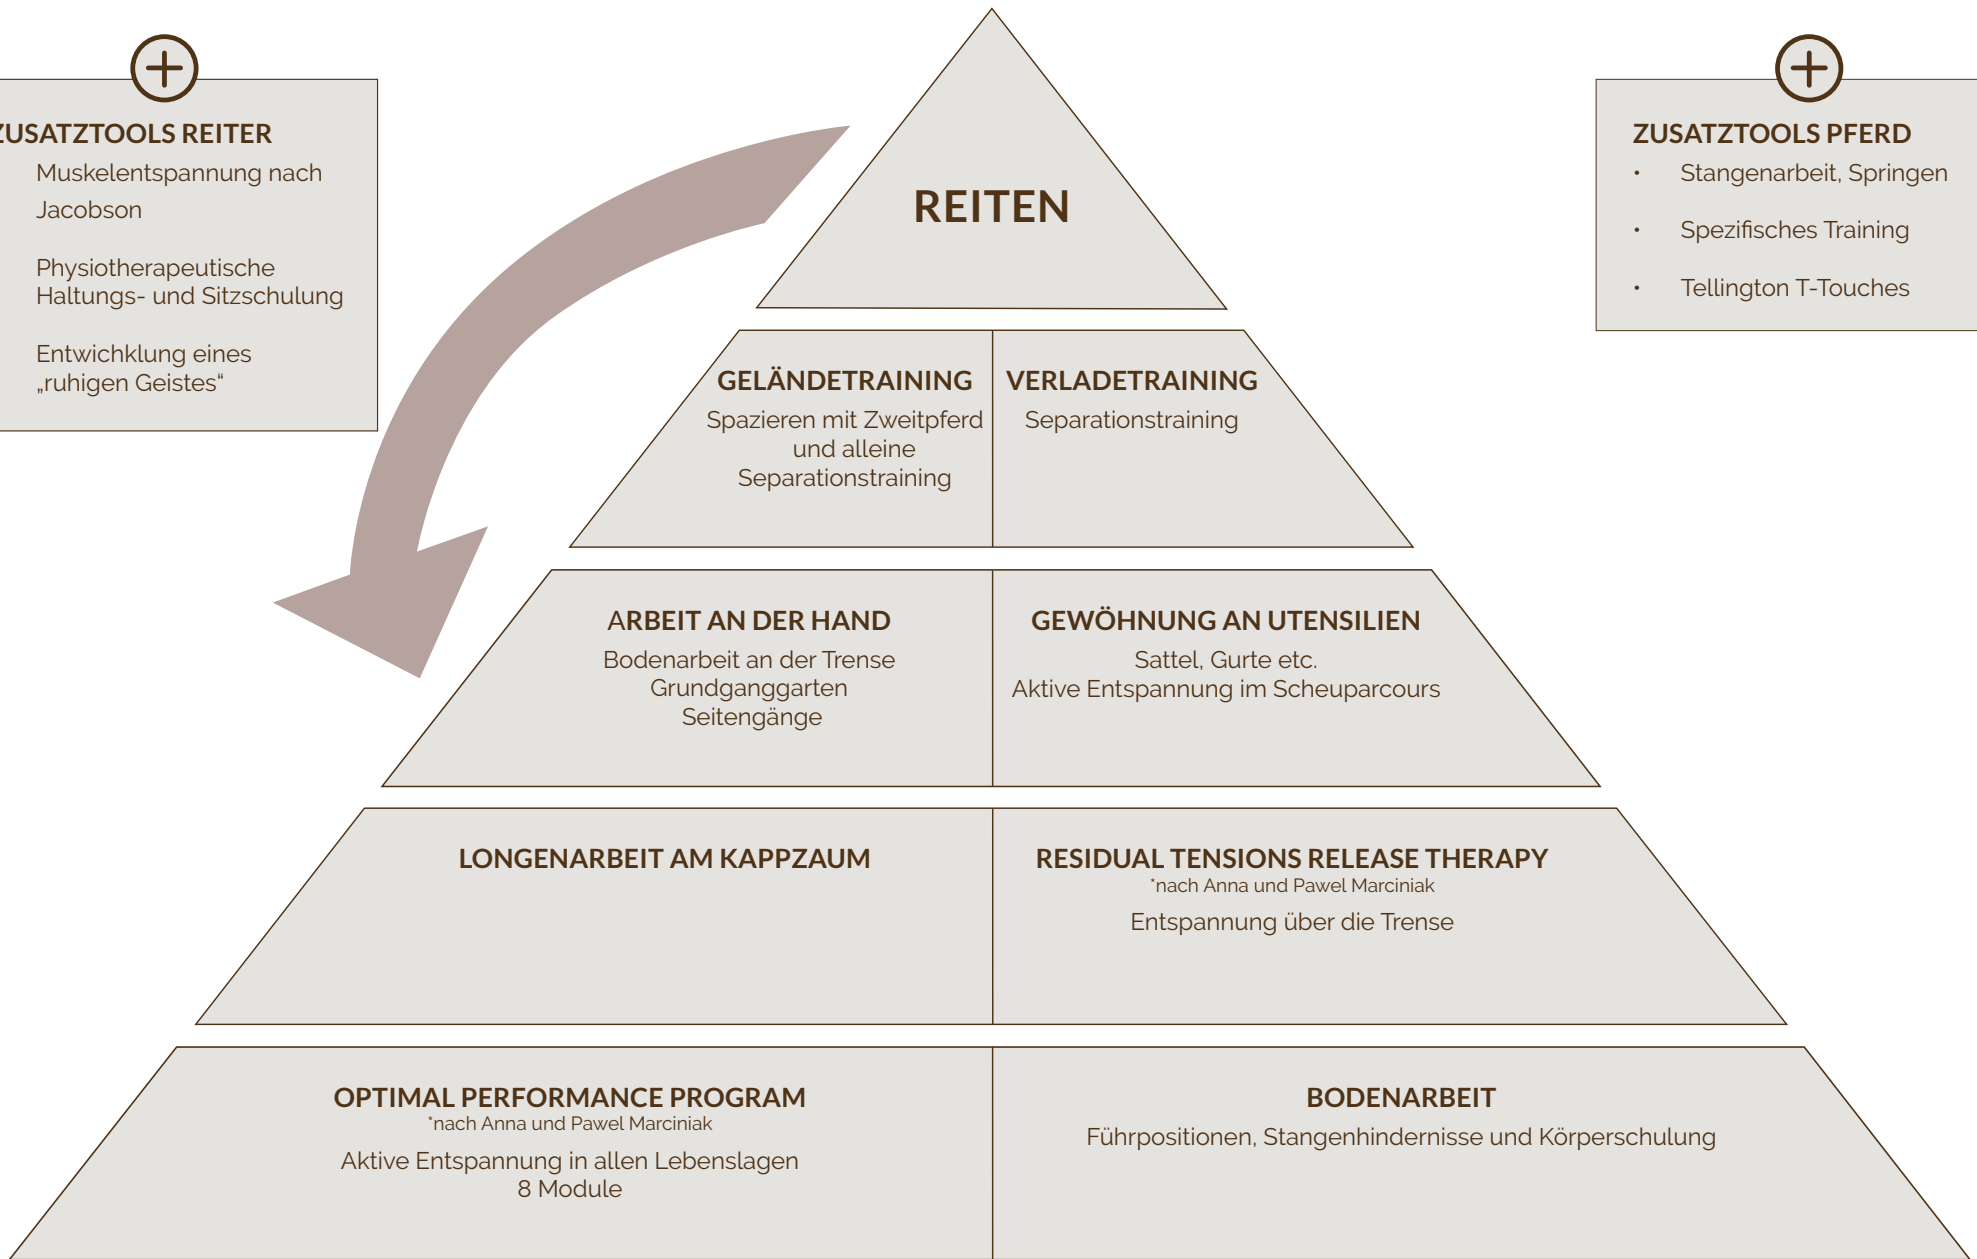 ZUSATZTOOLS REITER
Muskelentspannung nach
Jacobson
Physiotherapeutische
Haltungs- und Sitzschulung
Entwichklung eines
„ruhigen Geistes“
ZUSATZTOOLS PFERD
• Stangenarbeit, Springen
• Spezifisches Training
• Tellington T-Touches
REITEN
GELÄNDETRAINING
Spazieren mit Zweitpferd
und alleine
Separationstraining
VERLADETRAINING
Separationstraining
ARBEIT AN DER HAND
Bodenarbeit an der Trense
Grundganggarten
Seitengänge
GEWÖHNUNG AN UTENSILIEN
Sattel, Gurte etc.
Aktive Entspannung im Scheuparcours
LONGENARBEIT AM KAPPZAUM
RESIDUAL TENSIONS RELEASE THERAPY
*nach Anna und Pawel Marciniak
Entspannung über die Trense
OPTIMAL PERFORMANCE PROGRAM
*nach Anna und Pawel Marciniak
Aktive Entspannung in allen Lebenslagen
8 Module
BODENARBEIT
Führpositionen, Stangenhindernisse und Körperschulung